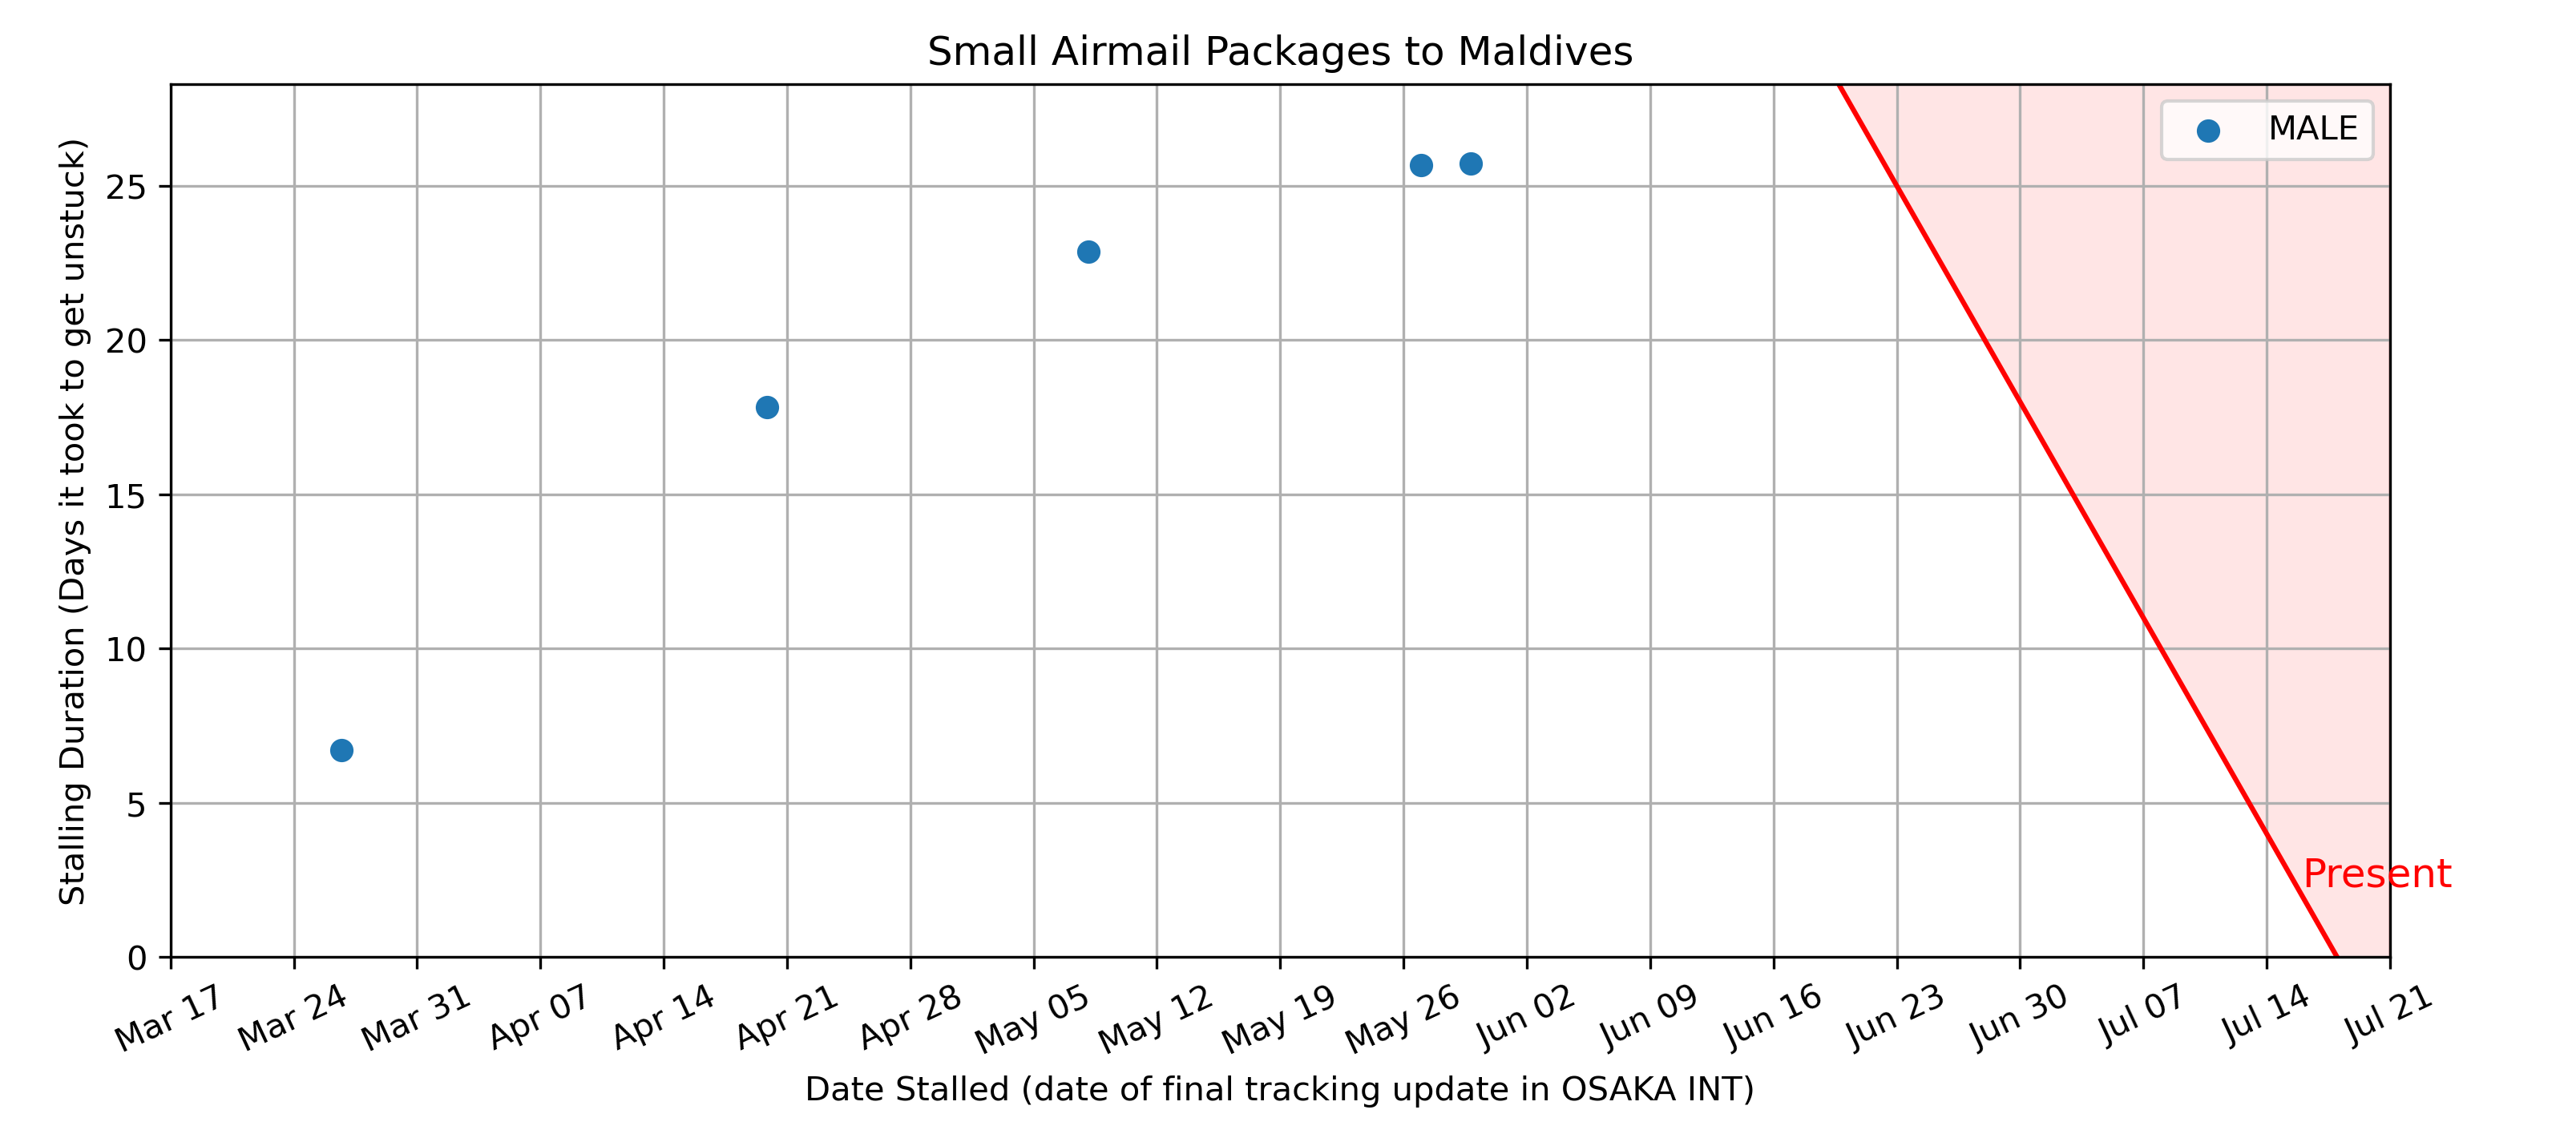 Small Airmail Packages to Maldives
MALE
Stalling Duration (Days it took to get unstuck)
25
20
15
10
5
0
Present
Mar 17
Mar 24
Mar 31
Apr 07
Apr 14
Apr 21
Apr 28
May 05
May 12
May 19
May 26
Jun 02
Jun 09
Jun 16
Jun 23
Jun 30
Jul 07
Jul 14
Jul 21
Date Stalled (date of final tracking update in OSAKA INT)